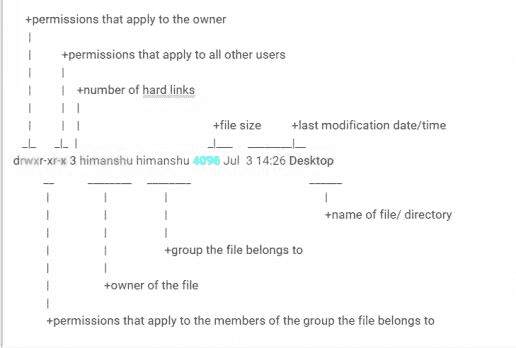 +permissions that apply to the owner
+permissions that apply to all other users
+number of hard links
+file size +last modification date/time
drwxr-xr-x 3 himanshu himanshu 4096 Jul 3 14:26 Desktop
+name of file/ directory
+group the file belongs to
+owner of the file
+permissions that apply to the members of the group the file belongs to